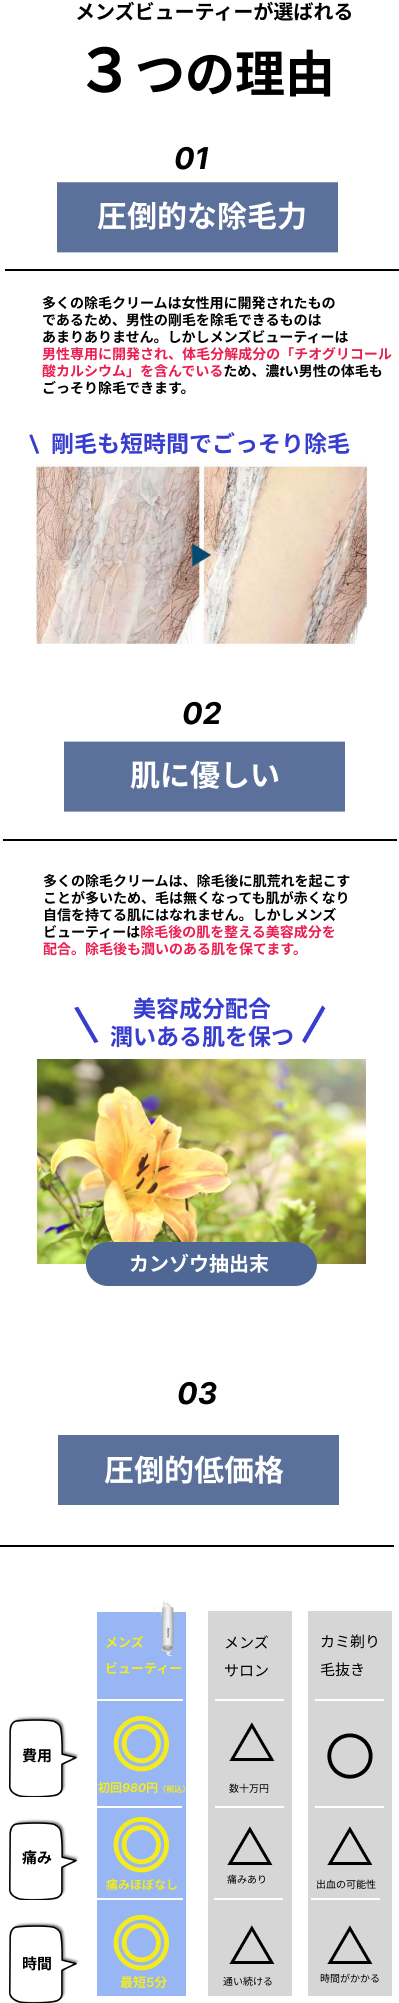 メンズビューティーが選ばれる
３つの理由
01
圧倒的な除毛力
多くの除毛クリームは女性用に開発されたもの
であるため、男性の剛毛を除毛できるものは
あまりありません。しかしメンズビューティーは
男性専用に開発され、体毛分解成分の「チオグリコール
酸カルシウム」を含んでいるため、濃tい男性の体毛も
ごっそり除毛できます。
\ 剛毛も短時間でごっそり除毛
02
肌に優しい
多くの除毛クリームは、除毛後に肌荒れを起こす
ことが多いため、毛は無くなっても肌が赤くなり
自信を持てる肌にはなれません。しかしメンズ
ビューティーは除毛後の肌を整える美容成分を
配合。除毛後も潤いのある肌を保てます。
美容成分配合
潤いある肌を保つ
カンゾウ抽出末
03
圧倒的低価格
メンズ
ビューティー
メンズ
サロン
カミ剃り
毛抜き
費用
初回980円（税込）
数十万円
痛み
痛みほぼなし
痛みあり
出血の可能性
時間
最短5分
通い続ける
時間がかかる